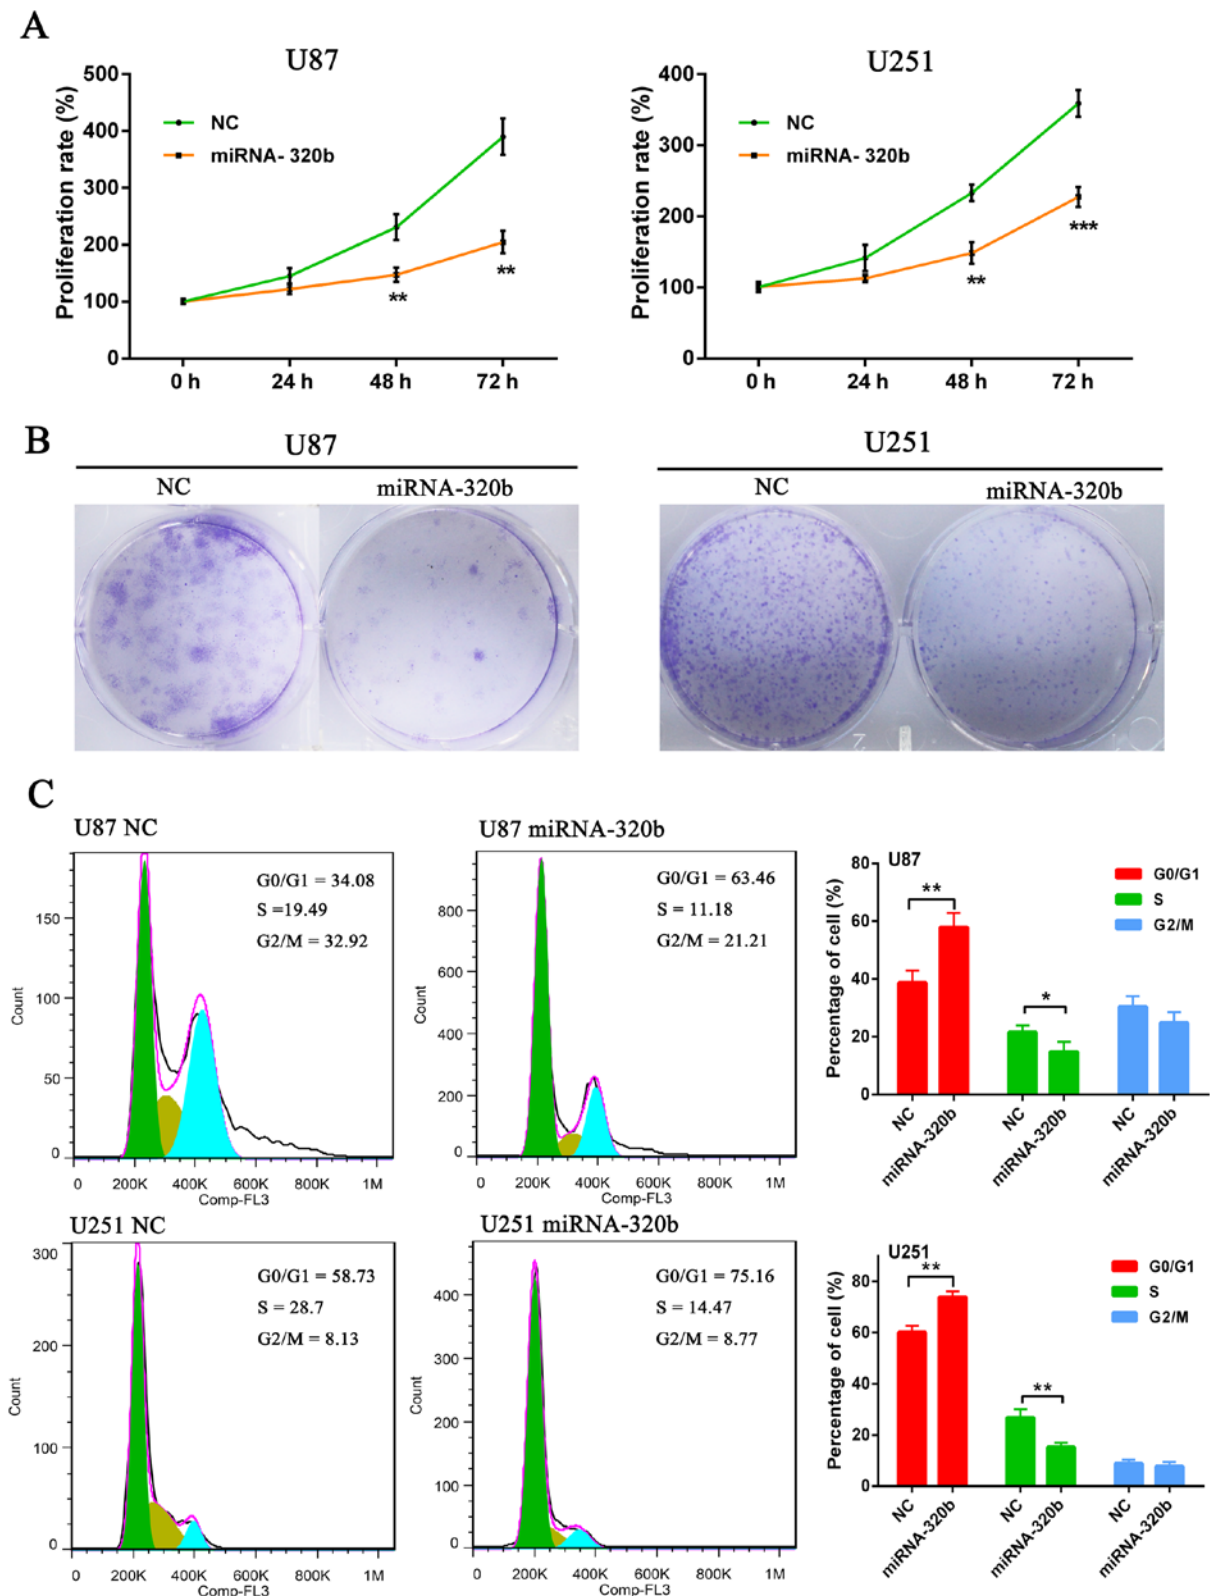 A
U87
Proliferation rate (%)
500
400
300
200
100
0
NC
miRNA- 320b
**
**
0 h
24 h
48 h
72 h
U251
Proliferation rate (%)
400
300
200
100
0
NC
miRNA- 320b
**
***
0 h
24 h
48 h
72 h
B
U87
NC
miRNA-320b
U251
NC
miRNA-320b
C
U87 NC
G0/G1 = 34.08
S =19.49
G2/M = 32.92
Count
150
100
50
0
0
200K
400K
600K
800K
1M
Comp-FL3
U87 miRNA-320b
G0/G1 = 63.46
S = 11.18
G2/M = 21.21
Count
800
600
400
200
0
0
200K
400K
600K
800K
1M
Comp-FL3
U87
Percentage of cell (%)
80
60
40
20
0
**
*
G0/G1
S
G2/M
NC
miRNA-320b
NC
miRNA-320b
NC
miRNA-320b
U251 NC
G0/G1 = 58.73
S = 28.7
G2/M = 8.13
Count
300
200
100
0
0
200K
400K
600K
800K
1M
Comp-FL3
U251 miRNA-320b
G0/G1 = 75.16
S = 14.47
G2/M = 8.77
Count
400
300
200
100
0
0
200K
400K
600K
800K
1M
Comp-FL3
U251
Percentage of cell (%)
80
60
40
20
0
**
**
G0/G1
S
G2/M
NC
miRNA-320b
NC
miRNA-320b
NC
miRNA-320b